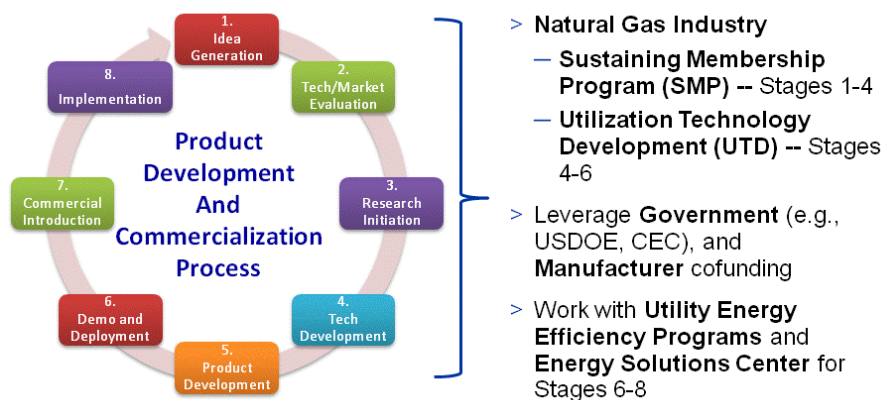 1.
Idea
Generation
2.
Tech/Market
Evaluation
3.
Research
Initiation
4.
Tech
Development
5.
Product
Development
6.
Demo and
Deployment
7.
Commercial
Introduction
8.
Implementation
Product
Development
And
Commercialization
Process
> Natural Gas Industry
– Sustaining Membership
Program (SMP) -- Stages 1-4
– Utilization Technology
Development (UTD) -- Stages
4-6
> Leverage Government (e.g.,
USDOE, CEC), and
Manufacturer cofunding
> Work with Utility Energy
Efficiency Programs and
Energy Solutions Center for
Stages 6-8